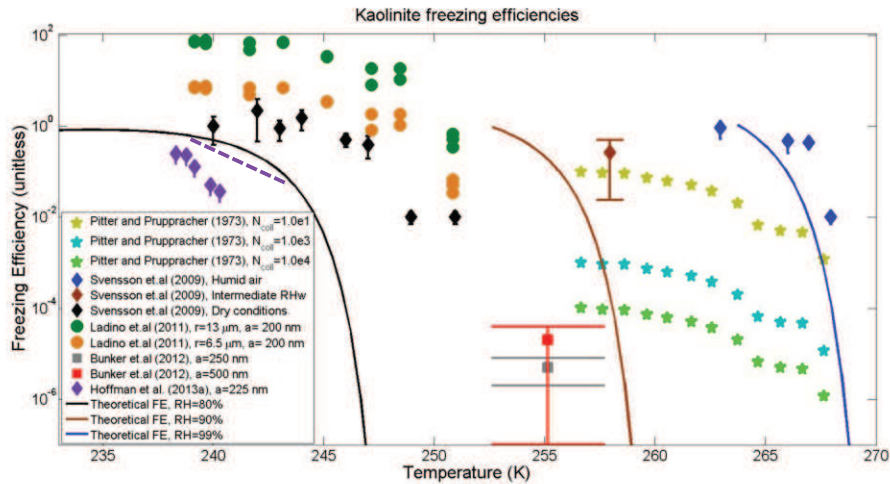 Kaolinite freezing efficiencies
Freezing Efficiency (unitless)
10^2
10^0
10^-2
10^-4
10^-6
Pitter and Pruppracher (1973), N_coll=1.0e1
Pitter and Pruppracher (1973), N_coll=1.0e3
Pitter and Pruppracher (1973), N_coll=1.0e4
Svensson et.al (2009), Humid air
Svensson et.al (2009), Intermediate RHw
Svensson et.al (2009), Dry conditions
Ladino et.al (2011), r=13 μm, a= 200 nm
Ladino et.al (2011), r=6.5 μm, a= 200 nm
Bunker et.al (2012), a=250 nm
Bunker et.al (2012), a=500 nm
Hoffman et al. (2013a), a=225 nm
Theoretical FE, RH=80%
Theoretical FE, RH=90%
Theoretical FE, RH=99%
235 240 245 250 255 260 265 270
Temperature (K)